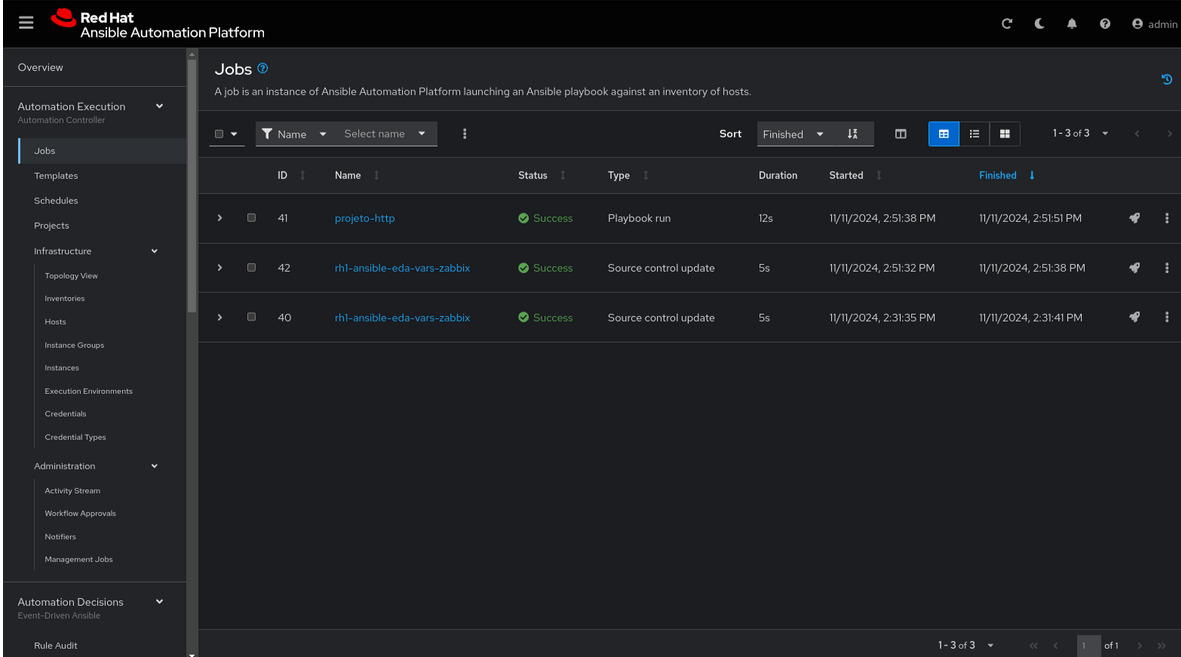 Red Hat
Ansible Automation Platform
admin
Overview
Automation Execution
Automation Controller
Jobs
Templates
Schedules
Projects
Infrastructure
Topology View
Inventories
Hosts
Instance Groups
Instances
Execution Environments
Credentials
Credential Types
Administration
Activity Stream
Workflow Approvals
Notifiers
Management Jobs
Automation Decisions
Event-Driven Ansible
Rule Audit
Jobs
A job is an instance of Ansible Automation Platform launching an Ansible playbook against an inventory of hosts.
Name Select name Sort Finished 1 - 3 of 3
ID Name Status Type Duration Started Finished
41 projeto-http Success Playbook run 12s 11/11/2024, 2:51:38 PM 11/11/2024, 2:51:51 PM
42 rh1-ansible-eda-vars-zabbix Success Source control update 5s 11/11/2024, 2:51:32 PM 11/11/2024, 2:51:38 PM
40 rh1-ansible-eda-vars-zabbix Success Source control update 5s 11/11/2024, 2:31:35 PM 11/11/2024, 2:31:41 PM
1 - 3 of 3 1 of 1